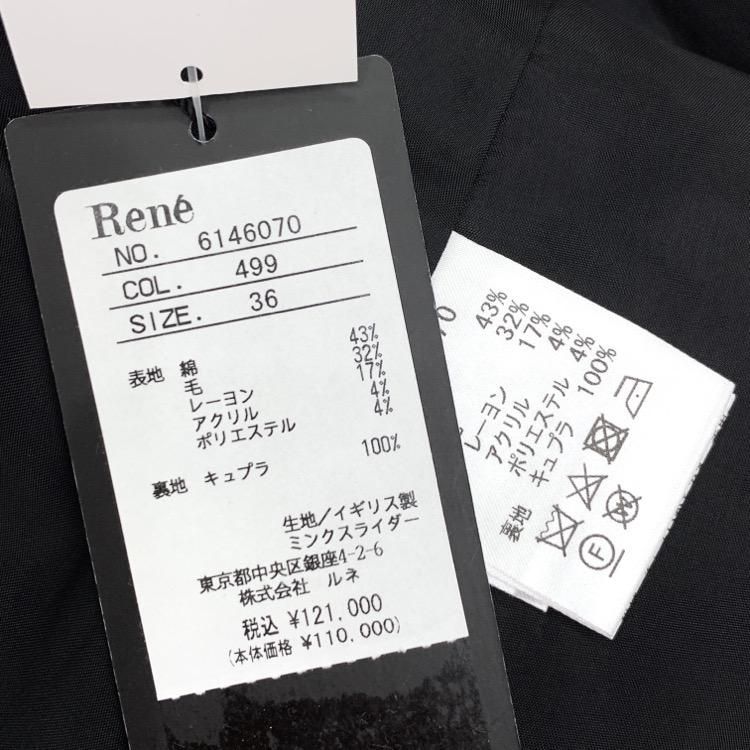 René
NO. 6146070
COL. 499
SIZE. 36
表地 綿 43%
毛 32%
レーヨン 17%
アクリル 4%
ポリエステル 4%
裏地 キュプラ 100%
生地/イギリス製
ミンクスライダー
東京都中央区銀座4-2-6
株式会社 ルネ
税込 ¥121,000
(本体価格 ¥110,000)
70
43%
32%
レーヨン 17%
アクリル 4%
ポリエステル 4%
裏地 キュプラ 100%
F